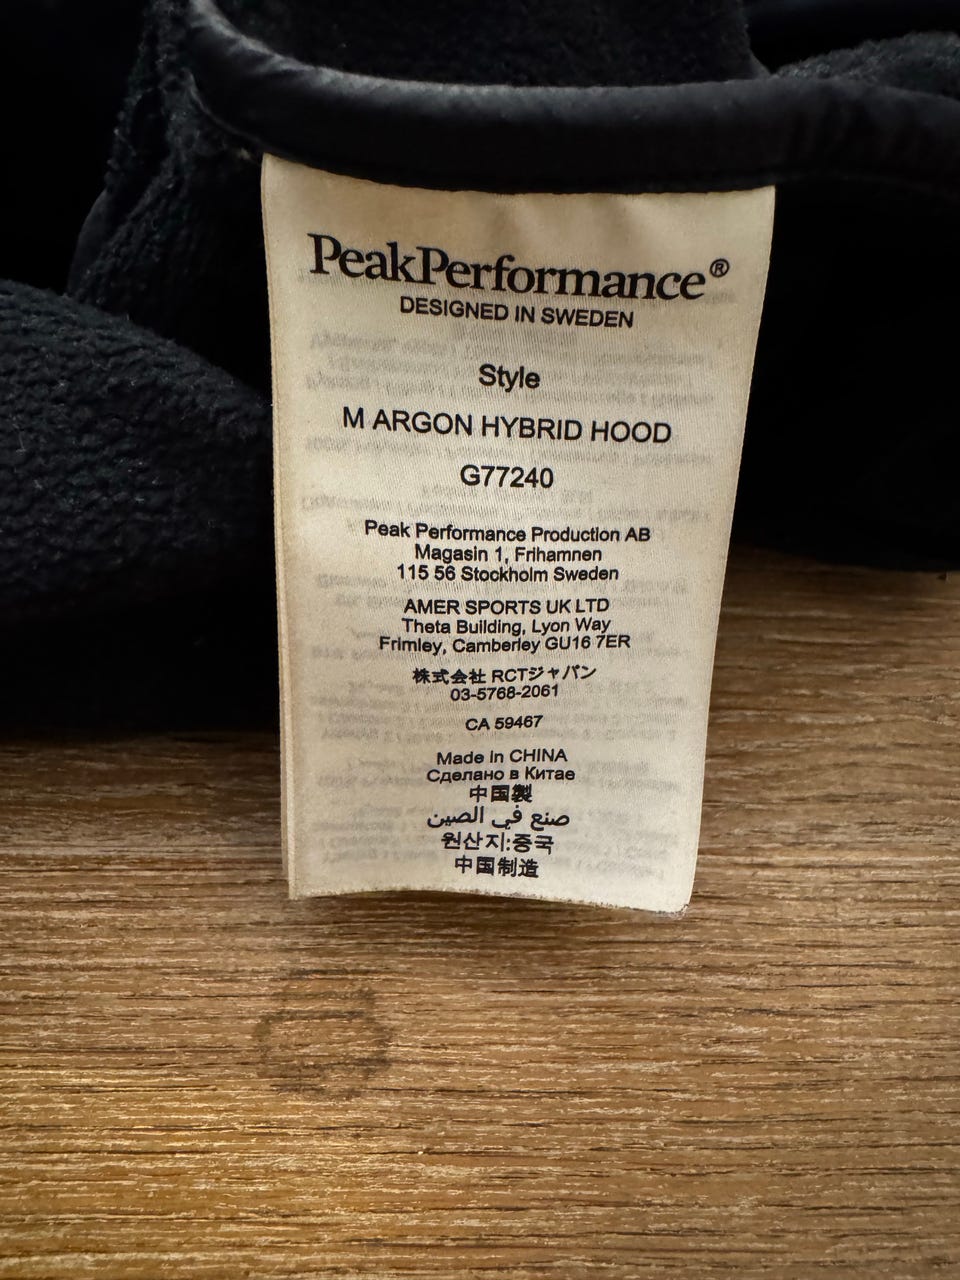 PeakPerformance®
DESIGNED IN SWEDEN
Style
M ARGON HYBRID HOOD
G77240
Peak Performance Production AB
Magasin 1, Frihamnen
115 56 Stockholm Sweden
AMER SPORTS UK LTD
Theta Building, Lyon Way
Frimley, Camberley GU16 7ER
株式会社 RCTジャパン
03-5768-2061
CA 59467
Made in CHINA
Сделано в Китае
中国製
صنع في الصين
원산지:중국
中国制造